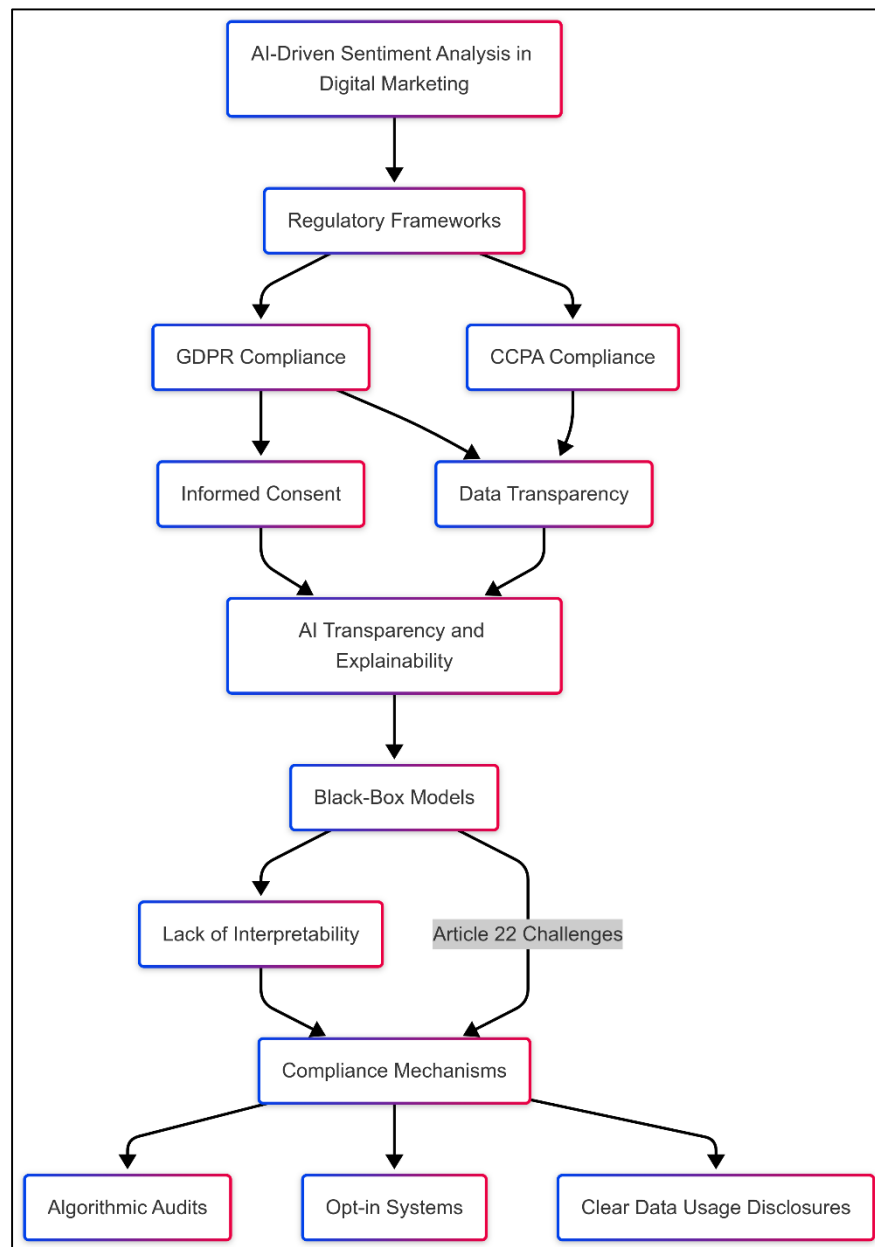 AI-Driven Sentiment Analysis in
Digital Marketing
Regulatory Frameworks
GDPR Compliance
CCPA Compliance
Informed Consent
Data Transparency
AI Transparency and
Explainability
Black-Box Models
Lack of Interpretability
Article 22 Challenges
Compliance Mechanisms
Algorithmic Audits
Opt-in Systems
Clear Data Usage Disclosures